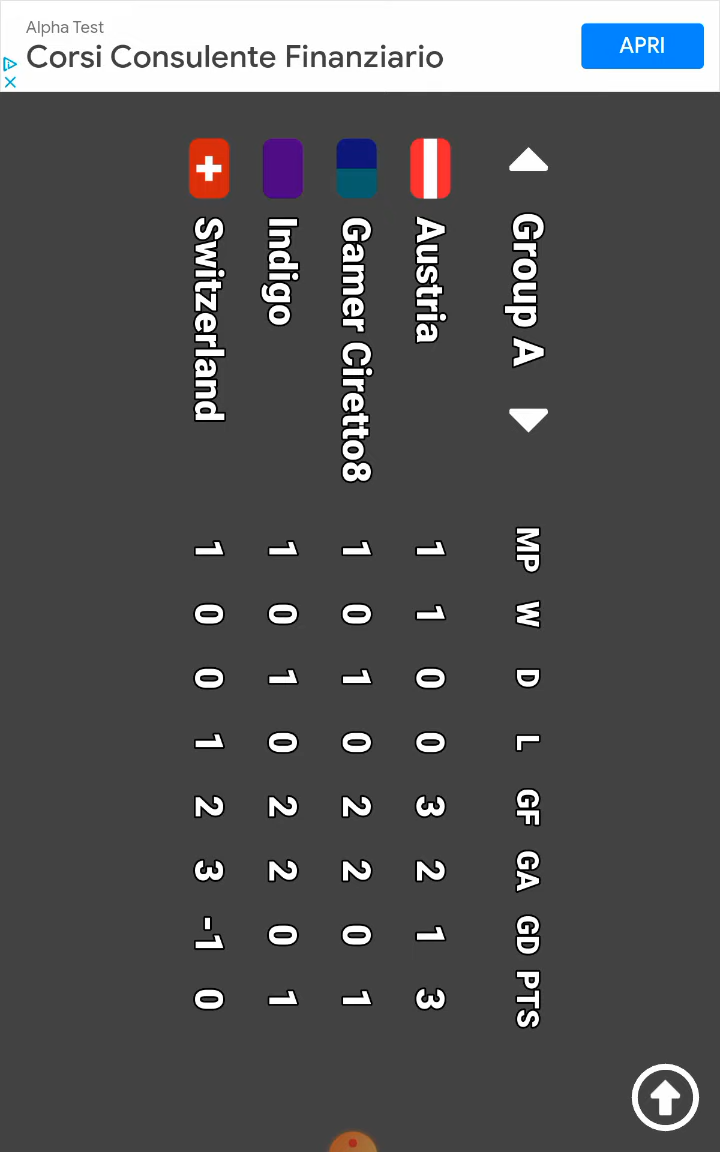 Alpha Test
Corsi Consulente Finanziario
APRI
Group A MP W D L GF GA GD PTS
Austria 1 1 0 0 3 2 1 3
Gamer Ciretto8 1 0 1 0 2 2 0 1
Indigo 1 0 1 0 2 2 0 1
Switzerland 1 0 0 1 2 3 -1 0